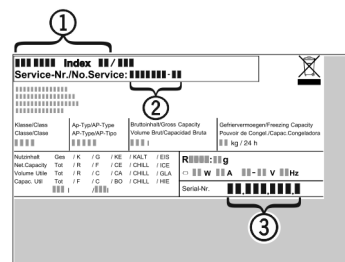 1
Index /
Service-Nr./No.Service: -
2
Klasse/Class
Classe/Clase
Ap-Typ/AP-Type
AP-Type/AP-Tipo
Bruttoinhalt/Gross Capacity
Volume Brut/Capacidad Bruta
l
Gefriervermoegen/Freezing Capacity
Pouvoir de Congel./Capac.Congeladora
kg / 24 h
Nutzinhalt Ges / K / G / KE / KALT / EIS
Net.Capacity Tot / R / F / CE / CHILL / ICE
Volume Utile Tot / R / C / CA / CHILL / GLA
Capac. Util Tot / F / C / BO / CHILL / HIE
l / l
R : g
W A - V Hz
Serial-Nr. . . .
3